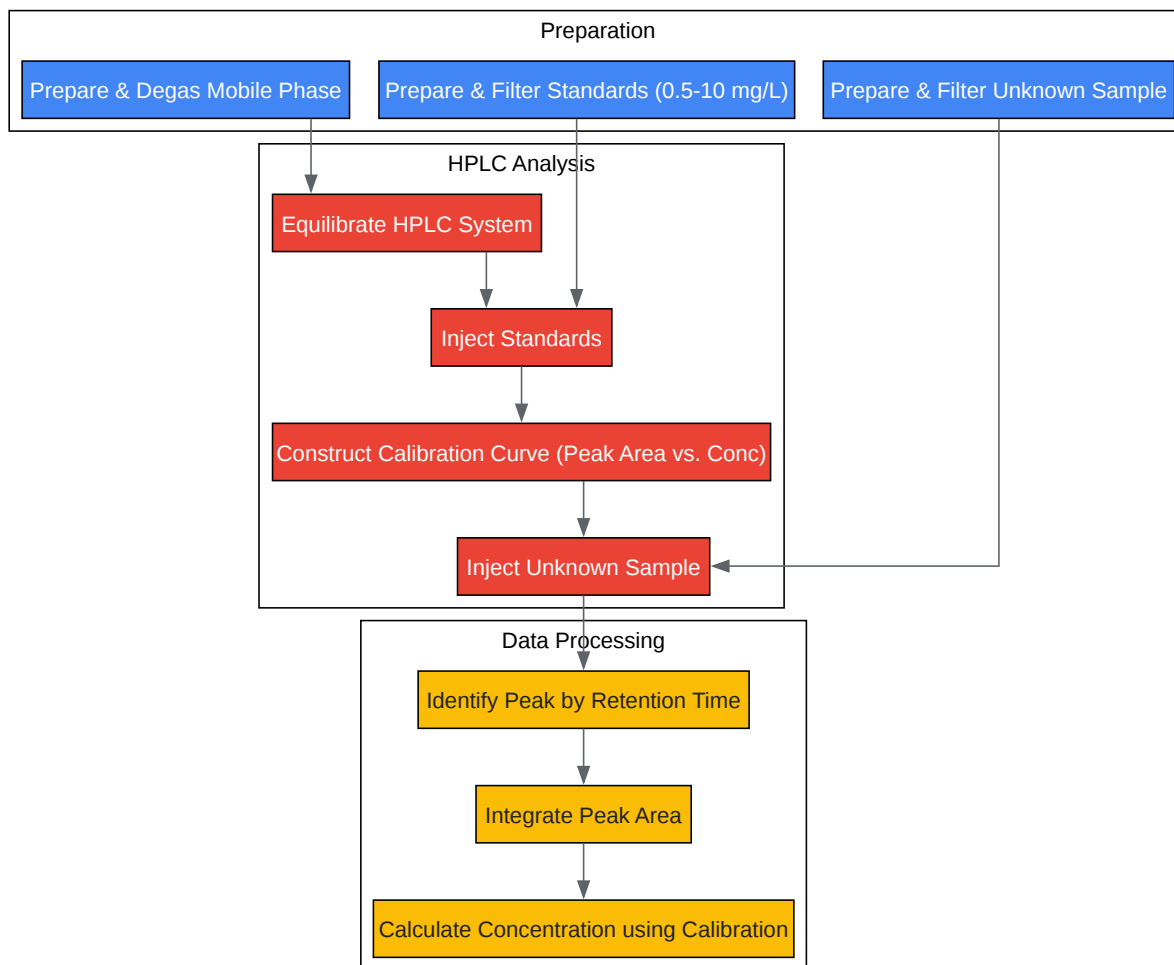 Preparation
Prepare & Degas Mobile Phase
Prepare & Filter Standards (0.5-10 mg/L)
Prepare & Filter Unknown Sample
HPLC Analysis
Equilibrate HPLC System
Inject Standards
Construct Calibration Curve (Peak Area vs. Conc)
Inject Unknown Sample
Data Processing
Identify Peak by Retention Time
Integrate Peak Area
Calculate Concentration using Calibration